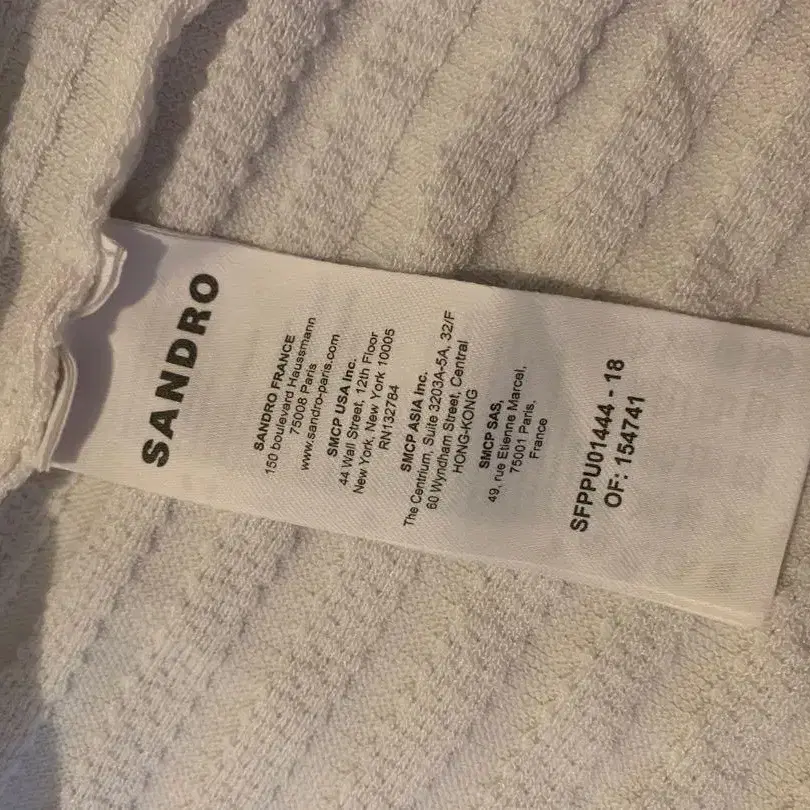 SANDRO
SANDRO FRANCE
150 boulevard Haussmann
75008 Paris
www.sandro-paris.com
SMCP USA Inc.
44 Wall Street, 12th Floor
New York, New York 10005
RN132784
SMCP ASIA Inc.
The Centrium, Suite 3203A-5A, 32/F
60 Wyndham Street, Central
HONG-KONG
SMCP SAS,
49, rue Etienne Marcel,
75001 Paris,
France
SFPPU01444 - 18
OF: 154741